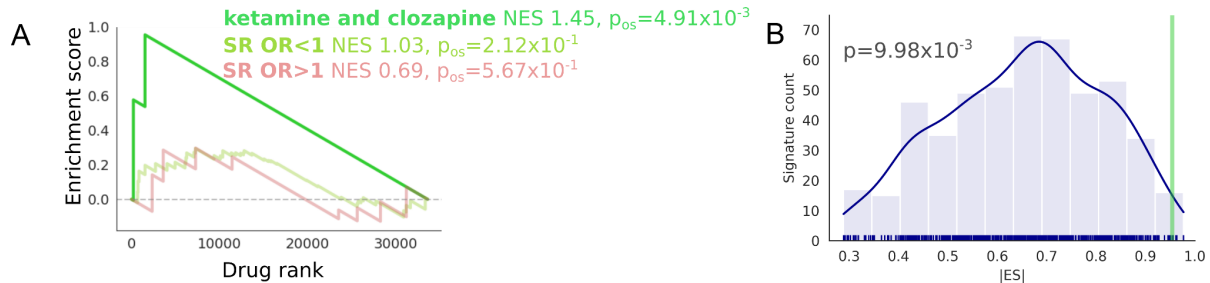 A
ketamine and clozapine NES 1.45, pos=4.91x10-3
SR OR<1 NES 1.03, pos=2.12x10-1
SR OR>1 NES 0.69, pos=5.67x10-1
Enrichment score
1.0
0.8
0.6
0.4
0.2
0.0
0 10000 20000 30000
Drug rank
B
p=9.98x10-3
Signature count
70
60
50
40
30
20
10
0
0.3 0.4 0.5 0.6 0.7 0.8 0.9 1.0
|ES|